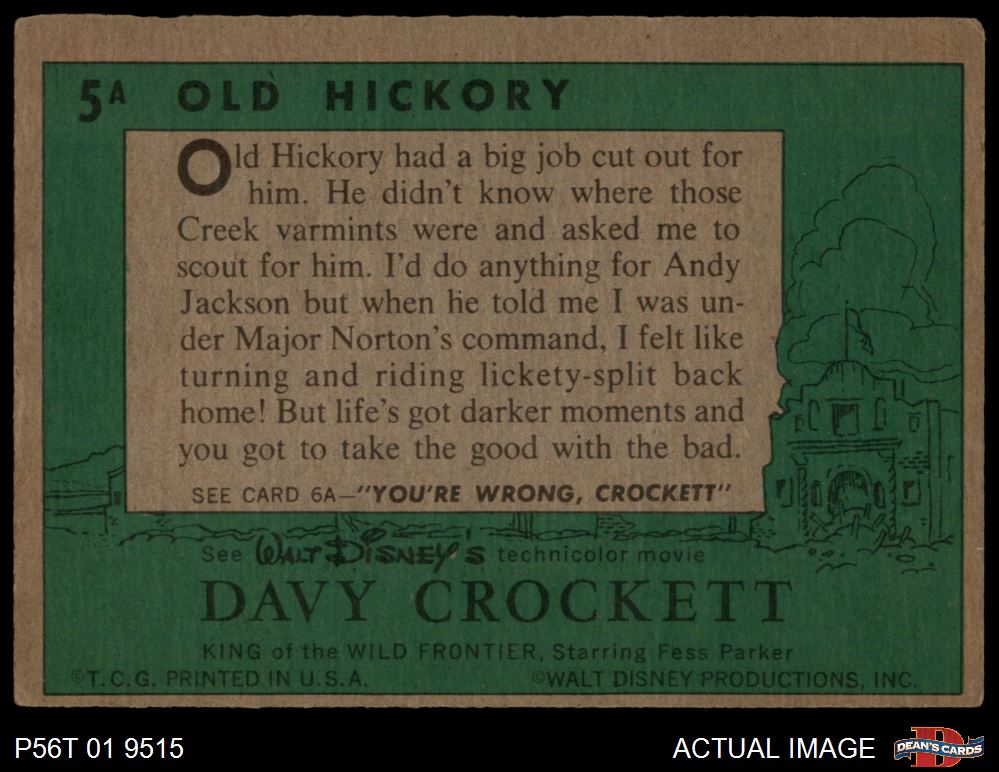 5A OLD HICKORY
Old Hickory had a big job cut out for
him. He didn't know where those
Creek varmints were and asked me to
scout for him. I'd do anything for Andy
Jackson but when he told me I was un-
der Major Norton's command, I felt like
turning and riding lickety-split back
home! But life's got darker moments and
you got to take the good with the bad.
SEE CARD 6A—"YOU'RE WRONG, CROCKETT"
See WALT DISNEY'S technicolor movie
DAVY CROCKETT
KING of the WILD FRONTIER, Starring Fess Parker
©T.C.G. PRINTED IN U.S.A. ©WALT DISNEY PRODUCTIONS, INC.
P56T 01 9515 ACTUAL IMAGE DEAN'S CARDS